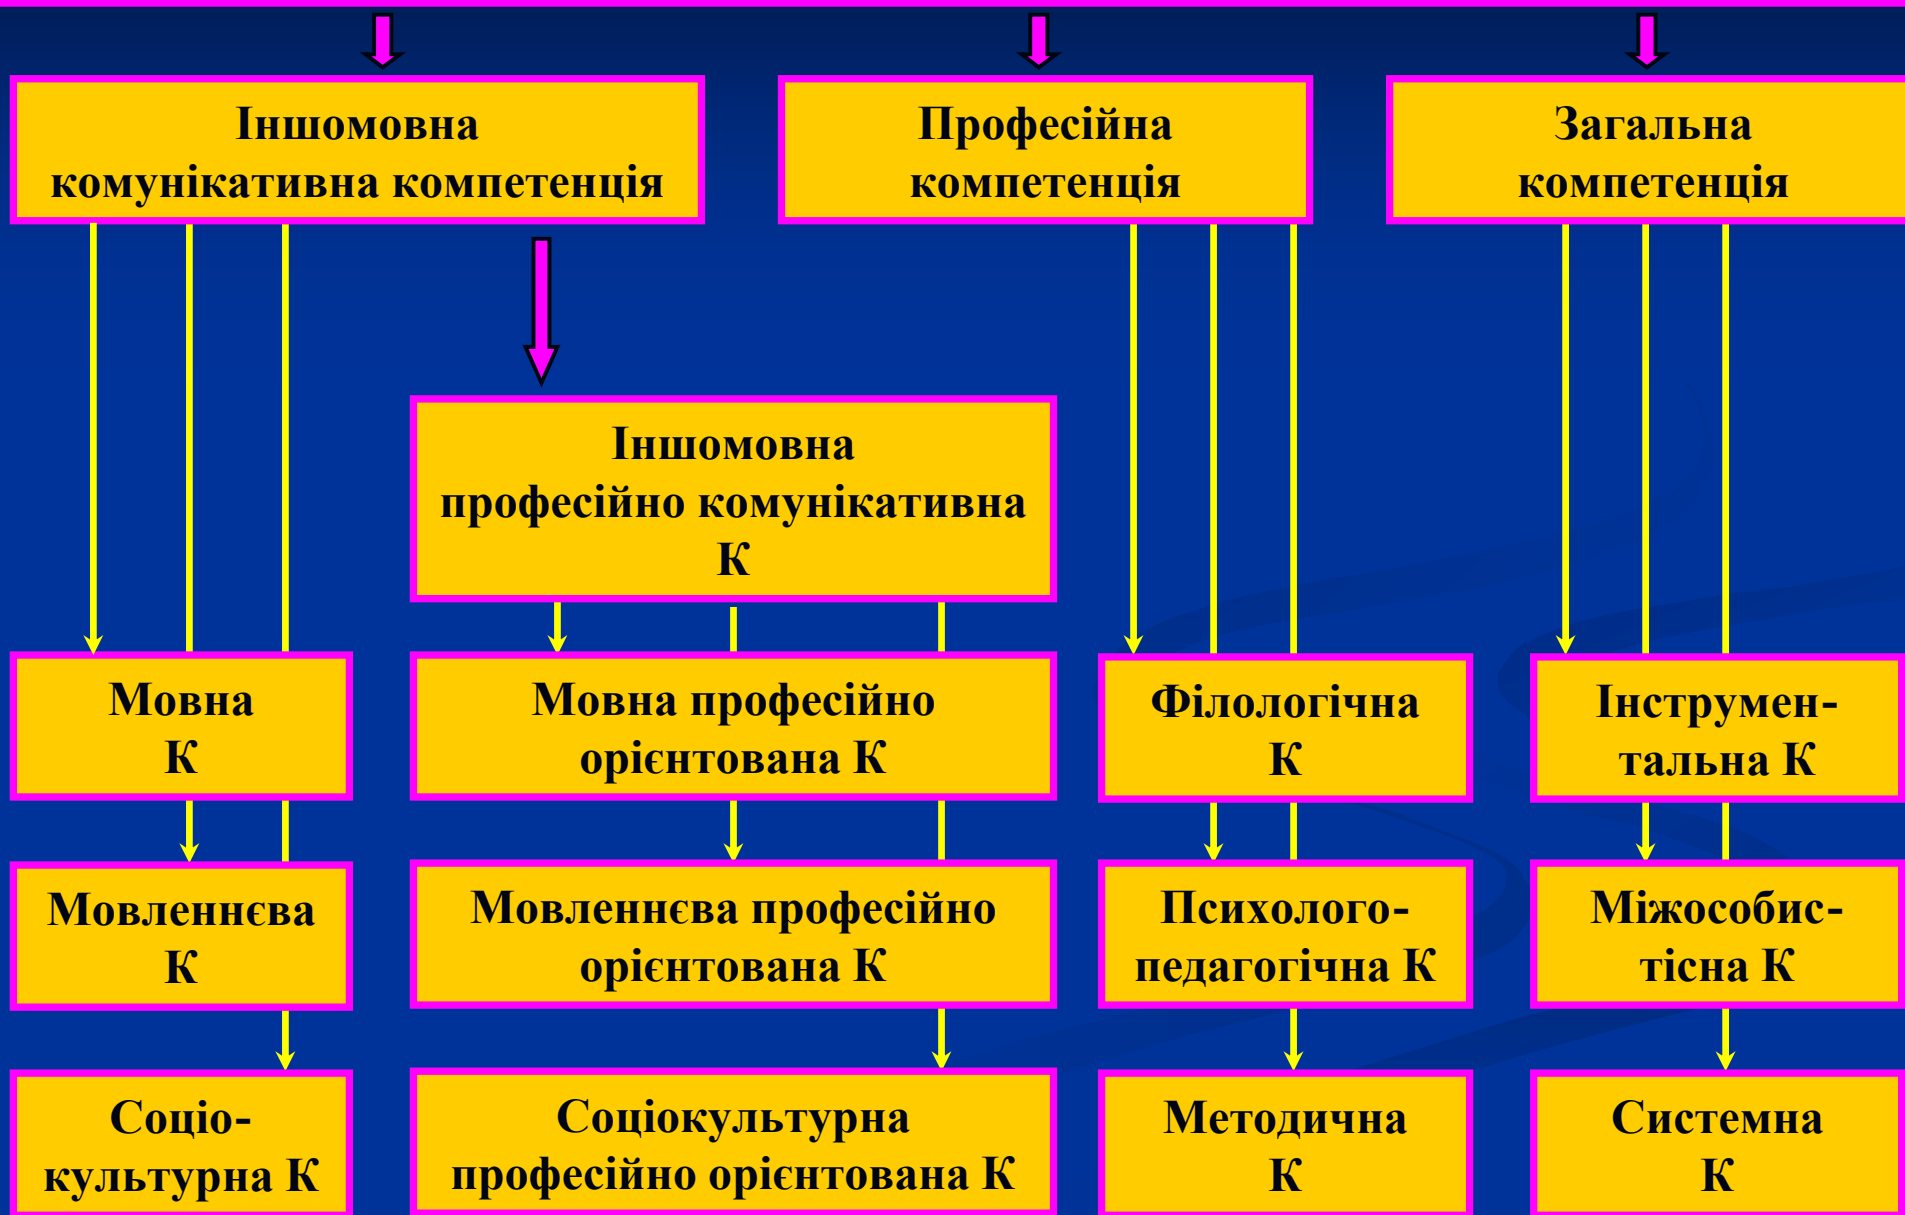 Іншомовна
комунікативна компетенція
Професійна
компетенція
Загальна
компетенція
Іншомовна
професійно комунікативна
К
Мовна
К
Мовна професійно
орієнтована К
Філологічна
К
Інструмен-
тальна К
Мовленнєва
К
Мовленнєва професійно
орієнтована К
Психолого-
педагогічна К
Міжособис-
тісна К
Соціо-
культурна К
Соціокультурна
професійно орієнтована К
Методична
К
Системна
К